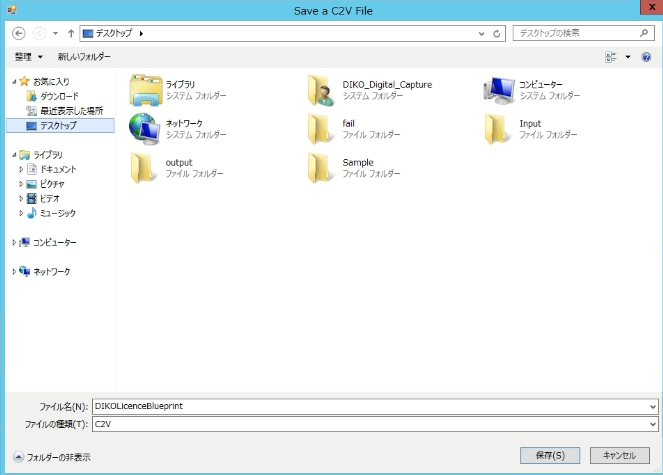 Save a C2V File
デスクトップ
デスクトップの検索
整理 新しいフォルダー
お気に入り
ダウンロード
最近表示した場所
デスクトップ
ライブラリ
ドキュメント
ピクチャ
ビデオ
ミュージック
コンピューター
ネットワーク
ライブラリ
システム フォルダー
DIKO_Digital_Capture
システム フォルダー
コンピューター
システム フォルダー
ネットワーク
システム フォルダー
fail
ファイル フォルダー
Input
ファイル フォルダー
output
ファイル フォルダー
Sample
ファイル フォルダー
ファイル名(N): DIKOLicenceBlueprint
ファイルの種類(T): C2V
フォルダーの非表示
保存(S)
キャンセル